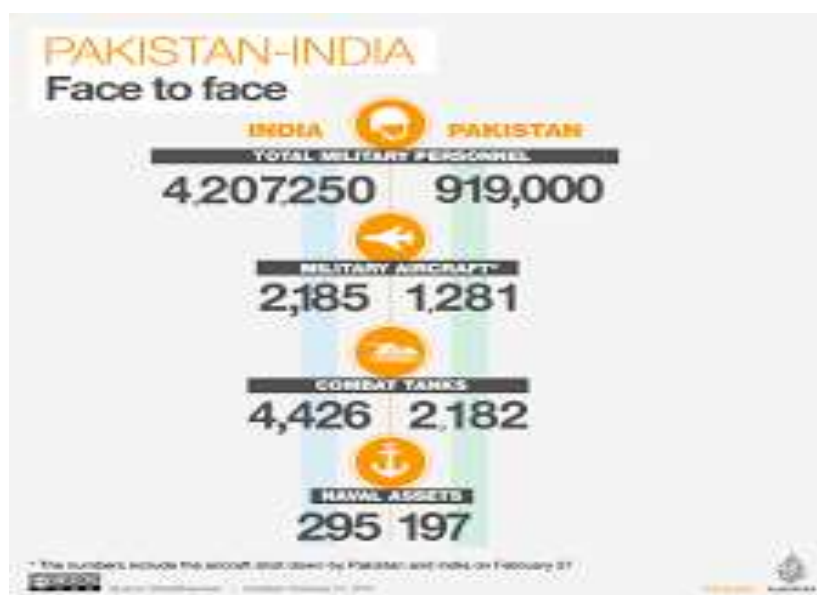 PAKISTAN-INDIA
Face to face
INDIA PAKISTAN
TOTAL MILITARY PERSONNEL
4,207,250 919,000
MILITARY AIRCRAFT*
2,185 1,281
COMBAT TANKS
4,426 2,182
NAVAL ASSETS
295 197
* The numbers include the aircraft shot down by Pakistan and India on February 27